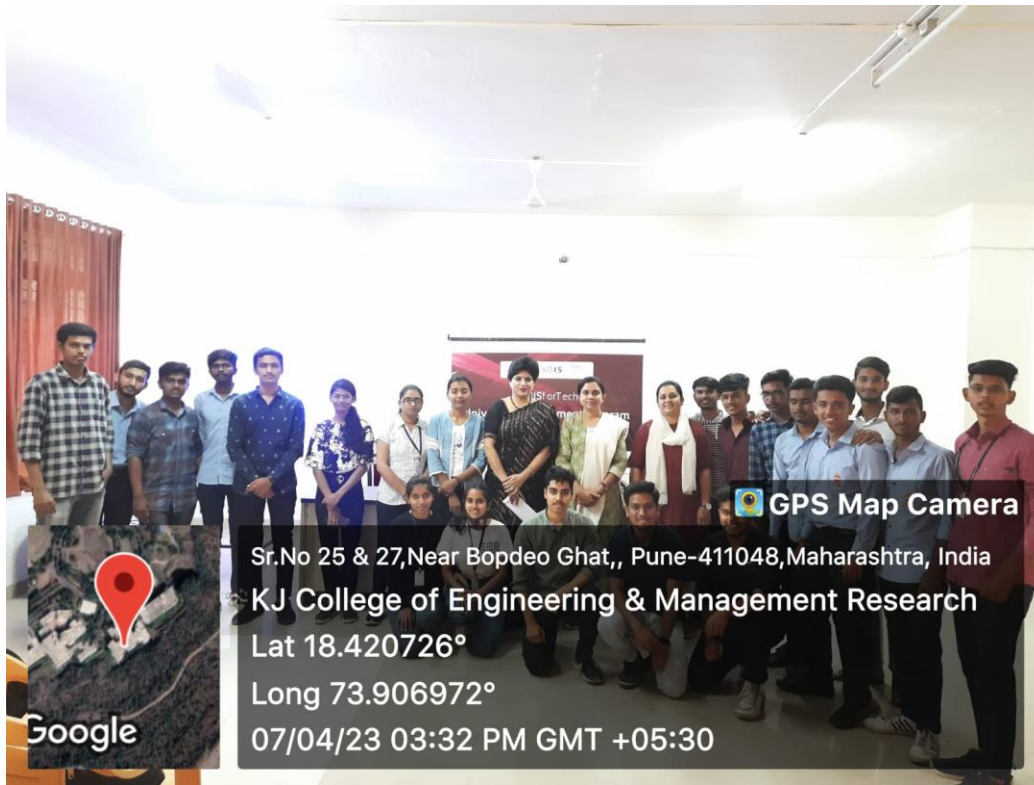 GPS Map Camera
Sr.No 25 & 27,Near Bopdeo Ghat,, Pune-411048,Maharashtra, India
KJ College of Engineering & Management Research
Lat 18.420726°
Long 73.906972°
07/04/23 03:32 PM GMT +05:30
Google